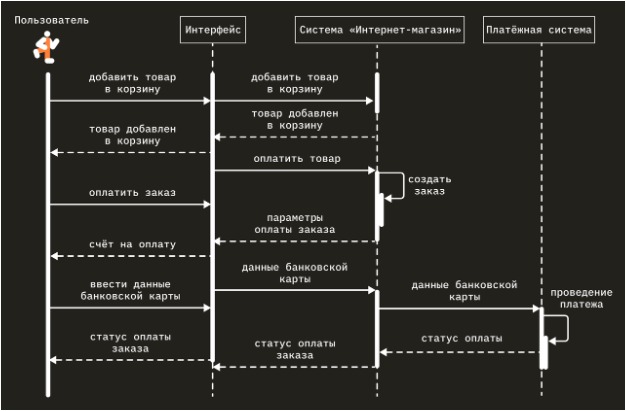 Пользователь
Интерфейс
Система «Интернет-магазин»
Платёжная система
добавить товар
в корзину
добавить товар
в корзину
товар добавлен
в корзину
товар добавлен
в корзину
оплатить товар
создать
заказ
оплатить заказ
параметры
оплаты заказа
счёт на оплату
данные банковской
карты
ввести данные
банковской карты
данные банковской
карты
проведение
платежа
статус оплаты
статус оплаты
заказа
статус оплаты
заказа